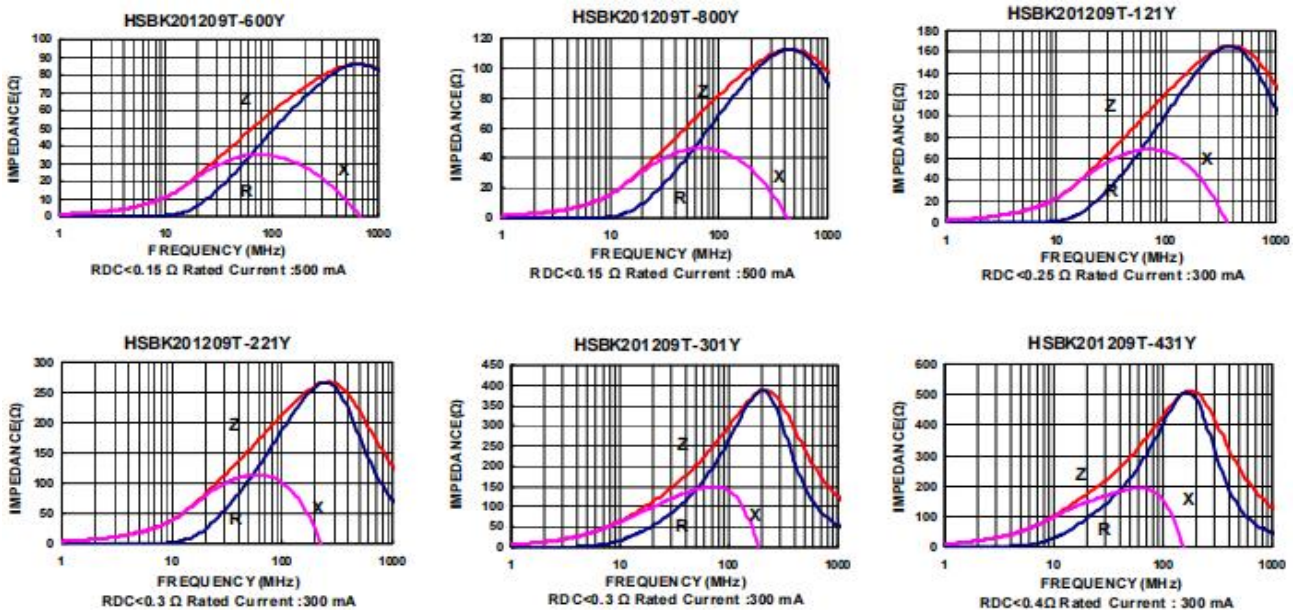 HSBK201209T-600Y
IMPEDANCE(Ω)
100
90
80
70
60
50
40
30
20
10
0
Z
X
R
1 10 100 1000
FREQUENCY (MHz)
RDC<0.15 Ω Rated Current :500 mA
HSBK201209T-800Y
IMPEDANCE(Ω)
120
100
80
60
40
20
0
Z
X
R
1 10 100 1000
FREQUENCY (MHz)
RDC<0.15 Ω Rated Current :500 mA
HSBK201209T-121Y
IMPEDANCE(Ω)
180
160
140
120
100
80
60
40
20
0
Z
X
R
1 10 100 1000
FREQUENCY (MHz)
RDC<0.25 Ω Rated Current :300 mA
HSBK201209T-221Y
IMPEDANCE(Ω)
300
250
200
150
100
50
0
Z
X
R
1 10 100 1000
FREQUENCY (MHz)
RDC<0.3 Ω Rated Current :300 mA
HSBK201209T-301Y
IMPEDANCE(Ω)
450
400
350
300
250
200
150
100
50
0
Z
X
R
1 10 100 1000
FREQUENCY (MHz)
RDC<0.3 Ω Rated Current :300 mA
HSBK201209T-431Y
IMPEDANCE(Ω)
600
500
400
300
200
100
0
Z
X
R
1 10 100 1000
FREQUENCY (MHz)
RDC<0.4Ω Rated Current : 300 mA